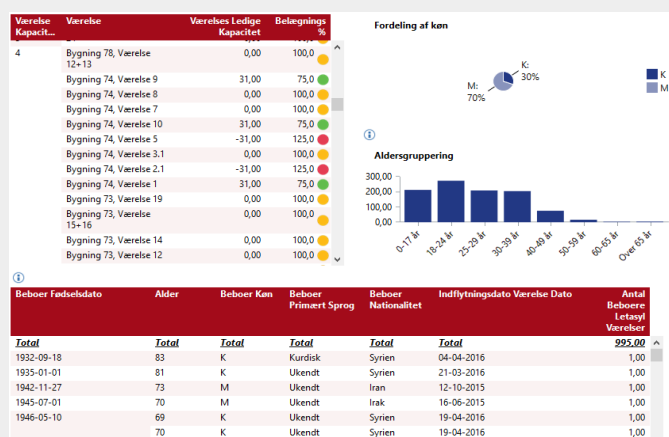 Værelse Kapacit... Værelse Værelses Ledige Kapacitet Belægnings %
4 Bygning 78, Værelse 12+13 0,00 100,0
Bygning 74, Værelse 9 31,00 75,0
Bygning 74, Værelse 8 0,00 100,0
Bygning 74, Værelse 7 0,00 100,0
Bygning 74, Værelse 10 31,00 75,0
Bygning 74, Værelse 5 -31,00 125,0
Bygning 74, Værelse 3.1 0,00 100,0
Bygning 74, Værelse 2.1 -31,00 125,0
Bygning 74, Værelse 1 31,00 75,0
Bygning 73, Værelse 19 0,00 100,0
Bygning 73, Værelse 15+16 0,00 100,0
Bygning 73, Værelse 14 0,00 100,0
Bygning 73, Værelse 12 0,00 100,0
Fordeling af køn
K: 30%
M: 70%
K
M
Aldersgruppering
300,00
200,00
100,00
0,00
0-17 år 18-24 år 25-29 år 30-39 år 40-49 år 50-59 år 60-65 år Over 65 år
Beboer Fødselsdato Alder Beboer Køn Beboer Primært Sprog Beboer Nationalitet Indflytningsdato Værelse Dato Antal Beboere Letasyl Værelser
Total Total Total Total Total Total 995,00
1932-09-18 83 K Kurdisk Syrien 04-04-2016 1,00
1935-01-01 81 K Ukendt Syrien 21-03-2016 1,00
1942-11-27 73 M Ukendt Iran 12-10-2015 1,00
1945-07-01 70 M Ukendt Irak 16-06-2015 1,00
1946-05-10 69 K Ukendt Syrien 19-04-2016 1,00
70 K Ukendt Syrien 19-04-2016 1,00